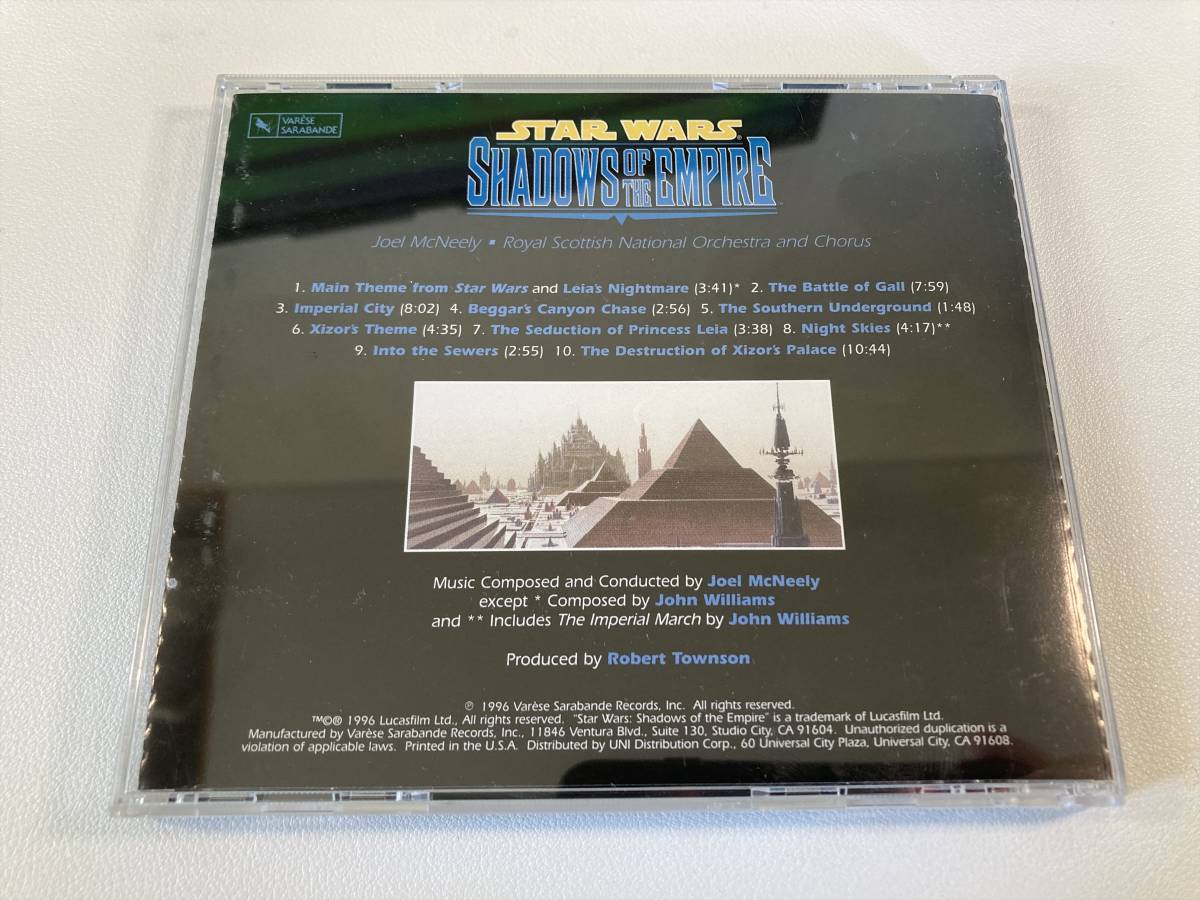 VARÈSE
SARABANDE
STAR WARS®
SHADOWS OF THE EMPIRE™
Joel McNeely ▪ Royal Scottish National Orchestra and Chorus
1. Main Theme from Star Wars and Leia's Nightmare (3:41)* 2. The Battle of Gall (7:59)
3. Imperial City (8:02) 4. Beggar's Canyon Chase (2:56) 5. The Southern Underground (1:48)
6. Xizor's Theme (4:35) 7. The Seduction of Princess Leia (3:38) 8. Night Skies (4:17)**
9. Into the Sewers (2:55) 10. The Destruction of Xizor's Palace (10:44)
Music Composed and Conducted by Joel McNeely
except * Composed by John Williams
and ** Includes The Imperial March by John Williams
Produced by Robert Townson
℗ 1996 Varèse Sarabande Records, Inc. All rights reserved.
™©® 1996 Lucasfilm Ltd., All rights reserved. "Star Wars: Shadows of the Empire" is a trademark of Lucasfilm Ltd.
Manufactured by Varèse Sarabande Records, Inc., 11846 Ventura Blvd., Suite 130, Studio City, CA 91604. Unauthorized duplication is a
violation of applicable laws. Printed in the U.S.A. Distributed by UNI Distribution Corp., 60 Universal City Plaza, Universal City, CA 91608.